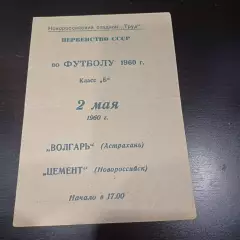 Новороссийский стадион „Труд"
ПЕРВЕНСТВО СССР
по ФУТБОЛУ 1960 г.
Класс „Б"
2 мая
1960 г.
„ВОЛГАРЬ" (Астрахань)
„ЦЕМЕНТ" (Новороссийск)
Начало в 17.00